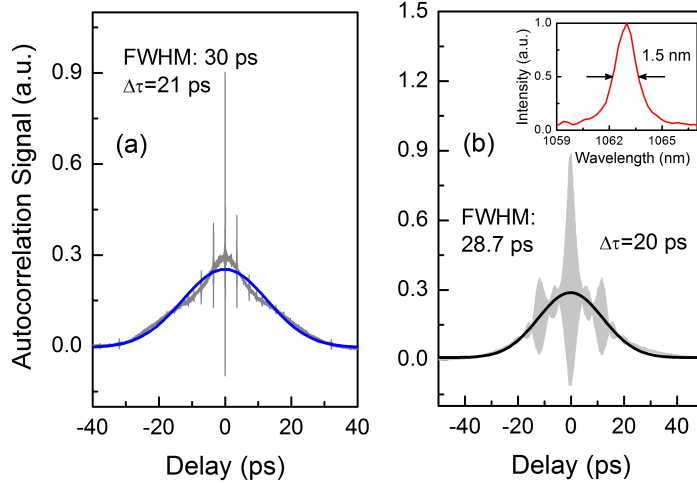 Autocorrelation Signal (a.u.)
0.9
0.6
0.3
0.0
FWHM: 30 ps
Δτ=21 ps
(a)
-40 -20 0 20 40
Delay (ps)
1.5
1.2
0.9
0.6
0.3
0.0
(b)
FWHM:
28.7 ps
Δτ=20 ps
-40 -20 0 20 40
Delay (ps)
Intensity (a.u.)
1.0
0.5
0.0
1.5 nm
1059 1062 1065
Wavelength (nm)